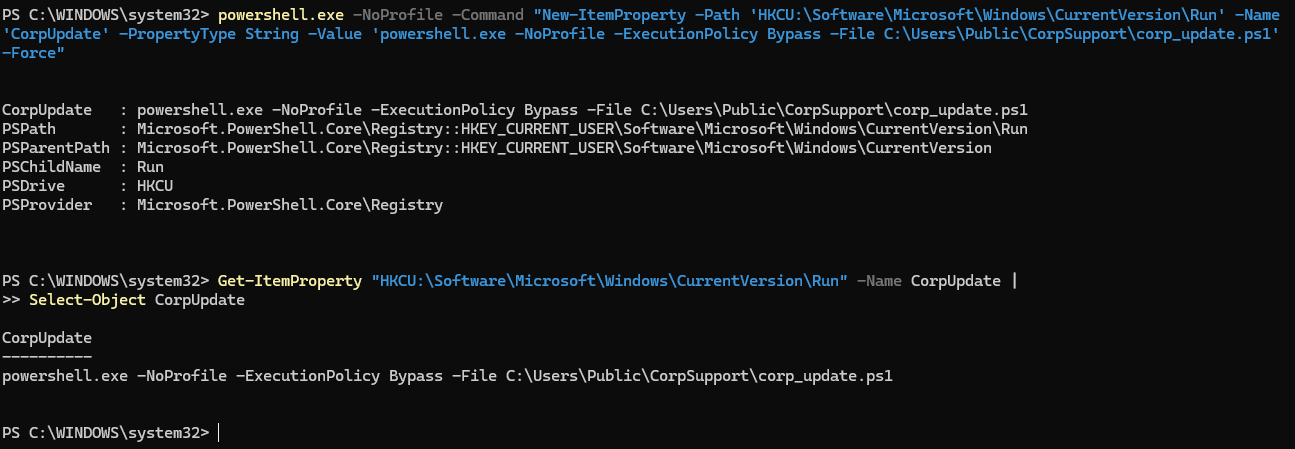 PS C:\WINDOWS\system32> powershell.exe -NoProfile -Command "New-ItemProperty -Path 'HKCU:\Software\Microsoft\Windows\CurrentVersion\Run' -Name
'CorpUpdate' -PropertyType String -Value 'powershell.exe -NoProfile -ExecutionPolicy Bypass -File C:\Users\Public\CorpSupport\corp_update.ps1'
-Force"
CorpUpdate   : powershell.exe -NoProfile -ExecutionPolicy Bypass -File C:\Users\Public\CorpSupport\corp_update.ps1
PSPath       : Microsoft.PowerShell.Core\Registry::HKEY_CURRENT_USER\Software\Microsoft\Windows\CurrentVersion\Run
PSParentPath : Microsoft.PowerShell.Core\Registry::HKEY_CURRENT_USER\Software\Microsoft\Windows\CurrentVersion
PSChildName  : Run
PSDrive      : HKCU
PSProvider   : Microsoft.PowerShell.Core\Registry
PS C:\WINDOWS\system32> Get-ItemProperty "HKCU:\Software\Microsoft\Windows\CurrentVersion\Run" -Name CorpUpdate |
>> Select-Object CorpUpdate
CorpUpdate
----------
powershell.exe -NoProfile -ExecutionPolicy Bypass -File C:\Users\Public\CorpSupport\corp_update.ps1
PS C:\WINDOWS\system32>